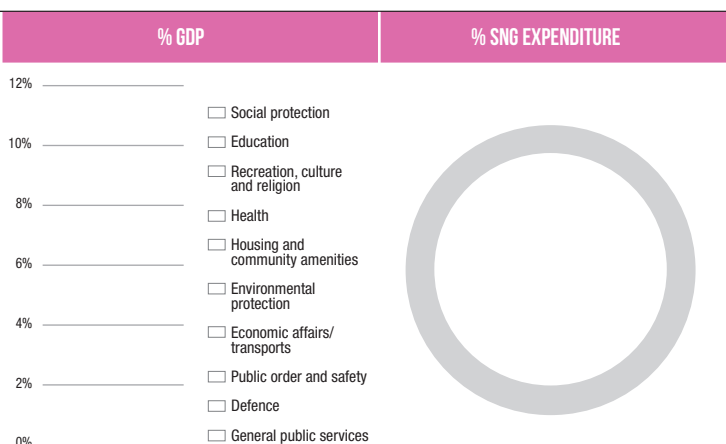 % GDP
% SNG EXPENDITURE
12%
10%
8%
6%
4%
2%
0%
Social protection
Education
Recreation, culture
and religion
Health
Housing and
community amenities
Environmental
protection
Economic affairs/
transports
Public order and safety
Defence
General public services